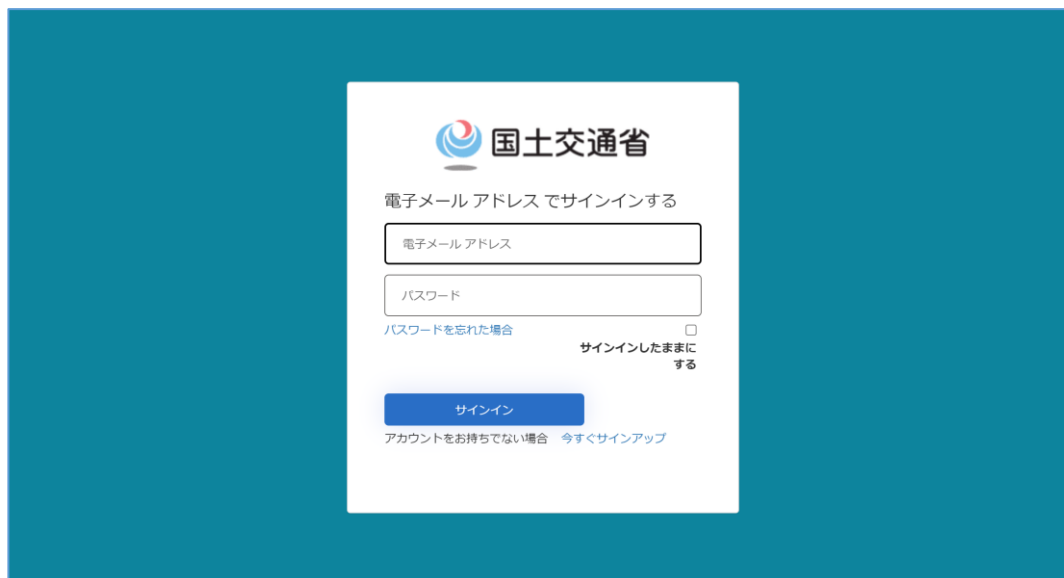 国土交通省
電子メール アドレス でサインインする
電子メール アドレス
パスワード
パスワードを忘れた場合
サインインしたままに
する
サインイン
アカウントをお持ちでない場合 今すぐサインアップ